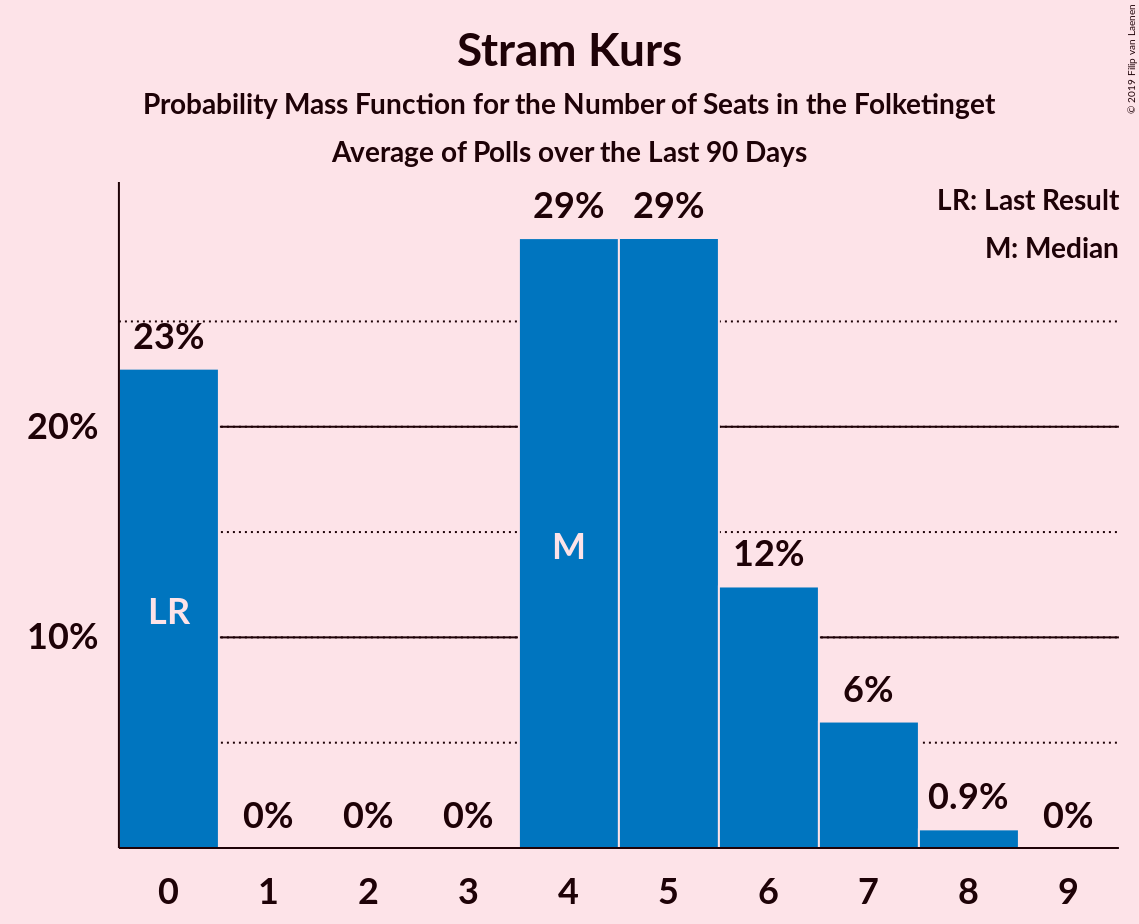 Stram Kurs
Probability Mass Function for the Number of Seats in the Folketinget
Average of Polls over the Last 90 Days
© 2019 Filip van Laenen
LR: Last Result
M: Median
29% 29%
23%
20%
M
12%
LR
10%
6%
0.9%
0% 0% 0% 0%
0 1 2 3 4 5 6 7 8 9